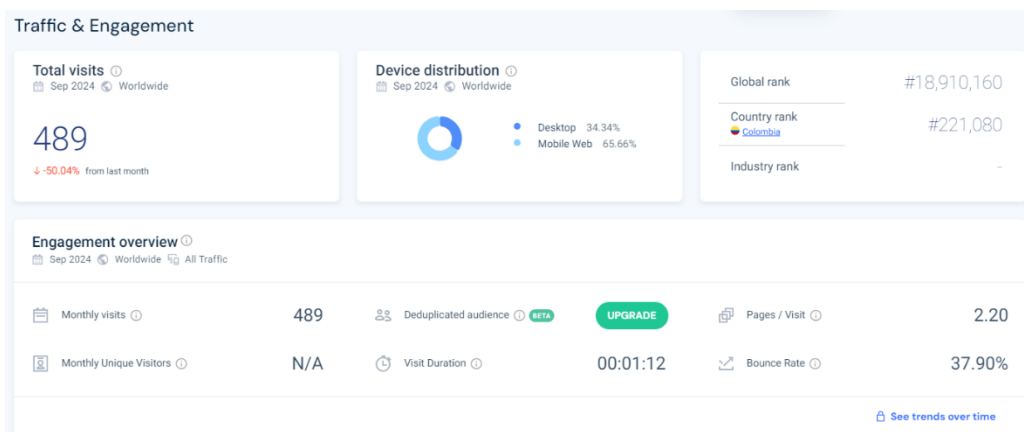 Traffic & Engagement
Total visits
Sep 2024 Worldwide
489
↓ -50.04% from last month
Device distribution
Sep 2024 Worldwide
Desktop 34.34%
Mobile Web 65.66%
Global rank #18,910,160
Country rank #221,080
Colombia
Industry rank -
Engagement overview
Sep 2024 Worldwide All Traffic
Monthly visits 489
Deduplicated audience BETA UPGRADE
Pages / Visit 2.20
Monthly Unique Visitors N/A
Visit Duration 00:01:12
Bounce Rate 37.90%
See trends over time